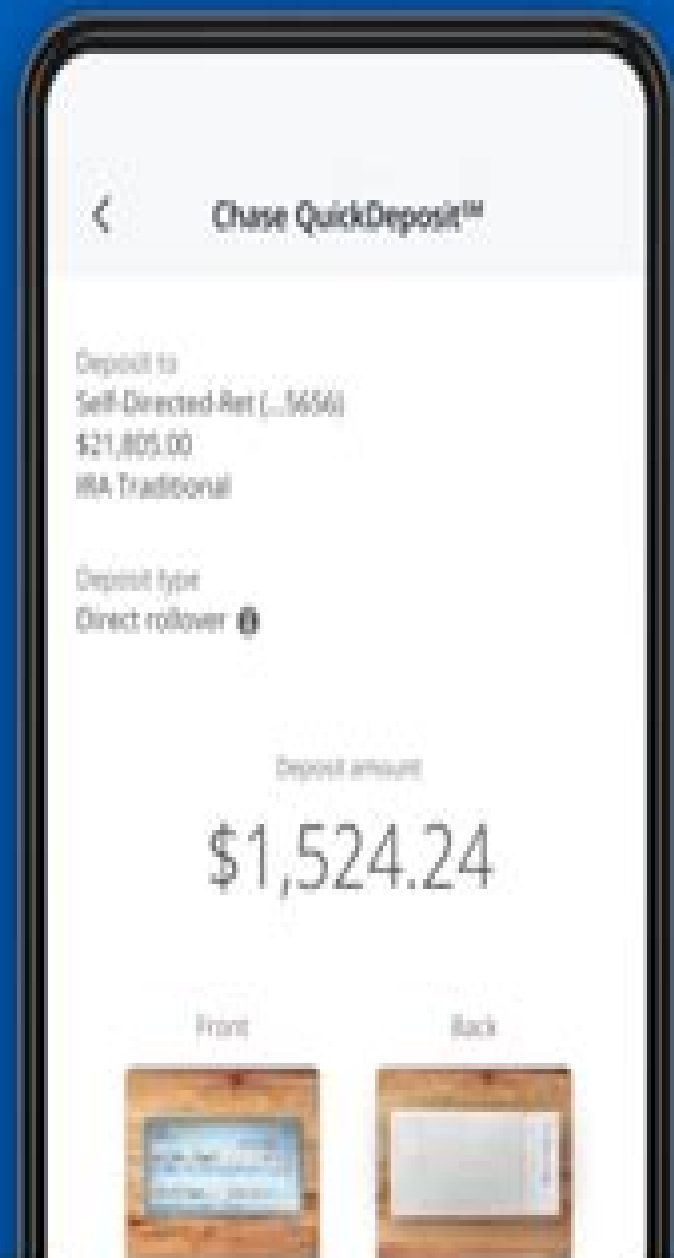 Chase QuickDeposit℠
Deposit to
Self-Directed-Ret (...5656)
$21,805.00
IRA Traditional
Deposit type
Direct rollover
Deposit amount
$1,524.24
Front
Back